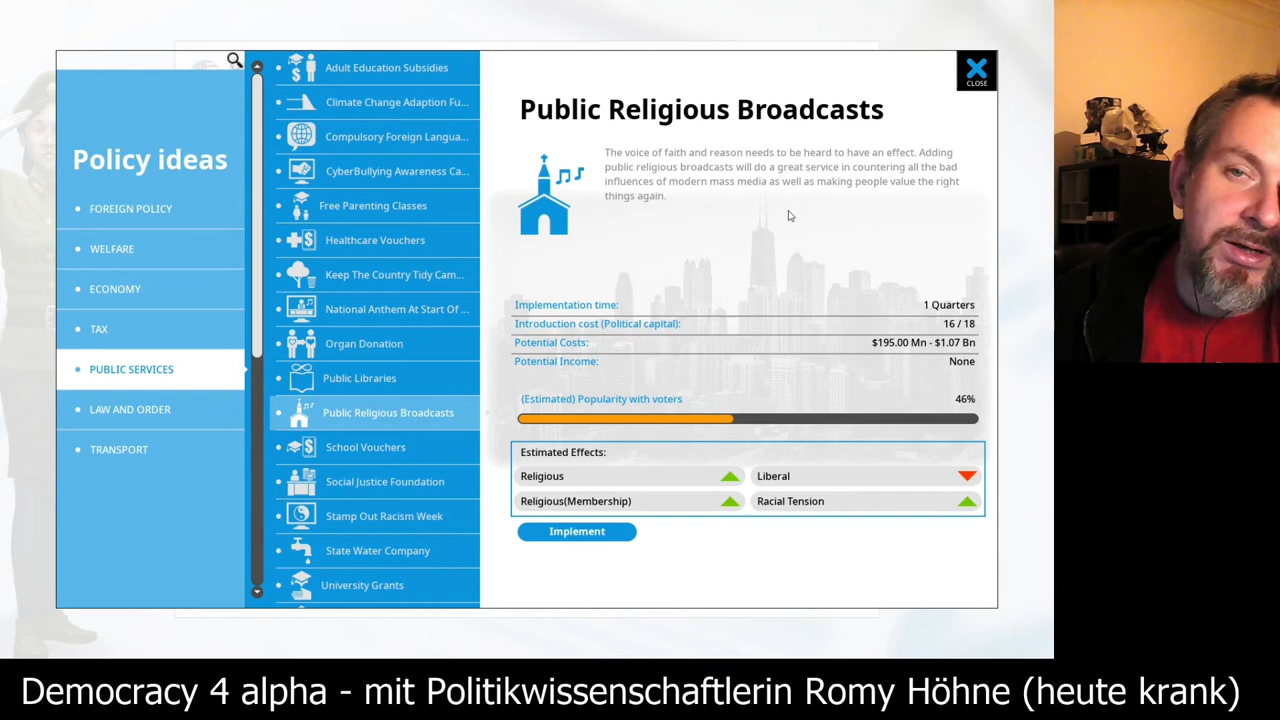 Policy ideas
FOREIGN POLICY
WELFARE
ECONOMY
TAX
PUBLIC SERVICES
LAW AND ORDER
TRANSPORT
Adult Education Subsidies
Climate Change Adaption Fu...
Compulsory Foreign Langua...
CyberBullying Awareness Ca...
Free Parenting Classes
Healthcare Vouchers
Keep The Country Tidy Cam...
National Anthem At Start Of ...
Organ Donation
Public Libraries
Public Religious Broadcasts
School Vouchers
Social Justice Foundation
Stamp Out Racism Week
State Water Company
University Grants
CLOSE
Public Religious Broadcasts
The voice of faith and reason needs to be heard to have an effect. Adding
public religious broadcasts will do a great service in countering all the bad
influences of modern mass media as well as making people value the right
things again.
Implementation time: 1 Quarters
Introduction cost (Political capital): 16 / 18
Potential Costs: $195.00 Mn - $1.07 Bn
Potential Income: None
(Estimated) Popularity with voters 46%
Estimated Effects:
Religious Liberal
Religious(Membership) Racial Tension
Implement
Democracy 4 alpha - mit Politikwissenschaftlerin Romy Höhne (heute krank)